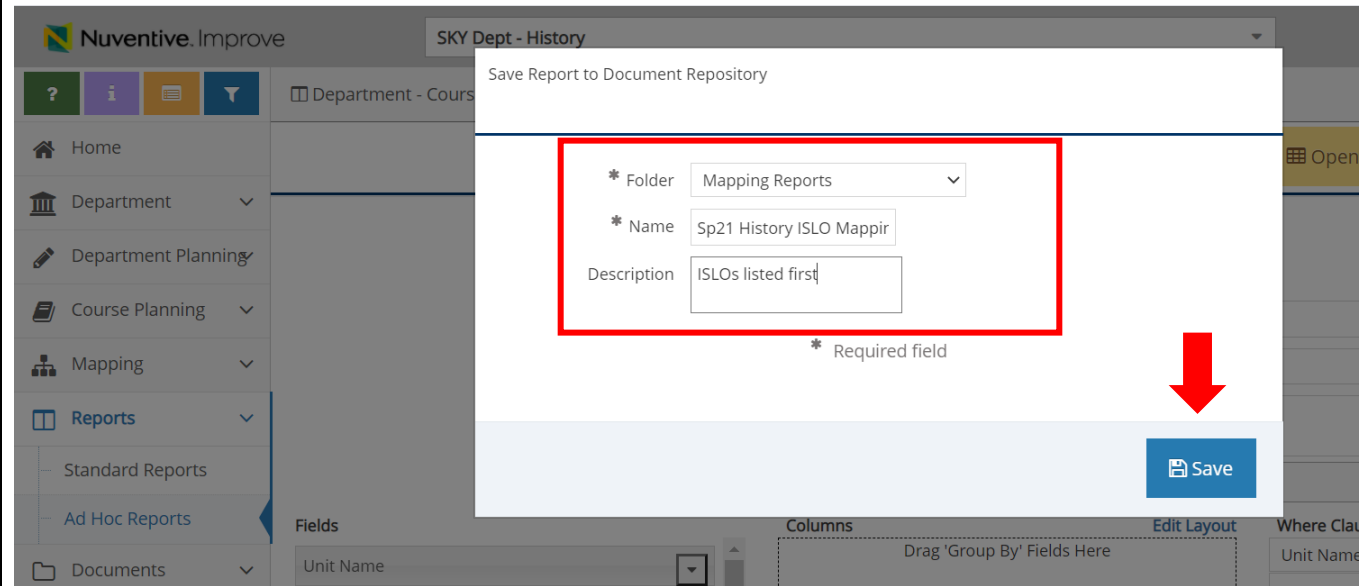 Nuventive. Improve
SKY Dept - History
Save Report to Document Repository
?
i
Department - Cours
Home
Open
* Folder
Mapping Reports
Department
* Name
Sp21 History ISLO Mappir
Department Planning
Description
ISLOs listed first
Course Planning
* Required field
Mapping
Reports
Standard Reports
Save
Ad Hoc Reports
Fields
Columns
Edit Layout
Where Clau
Drag 'Group By' Fields Here
Unit Name
Unit Name
Documents